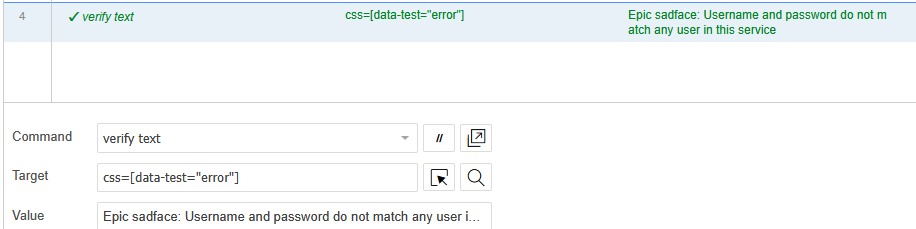 4 ✓ verify text css=[data-test="error"] Epic sadface: Username and password do not m
atch any user in this service
Command verify text //
Target css=[data-test="error"]
Value Epic sadface: Username and password do not match any user i...